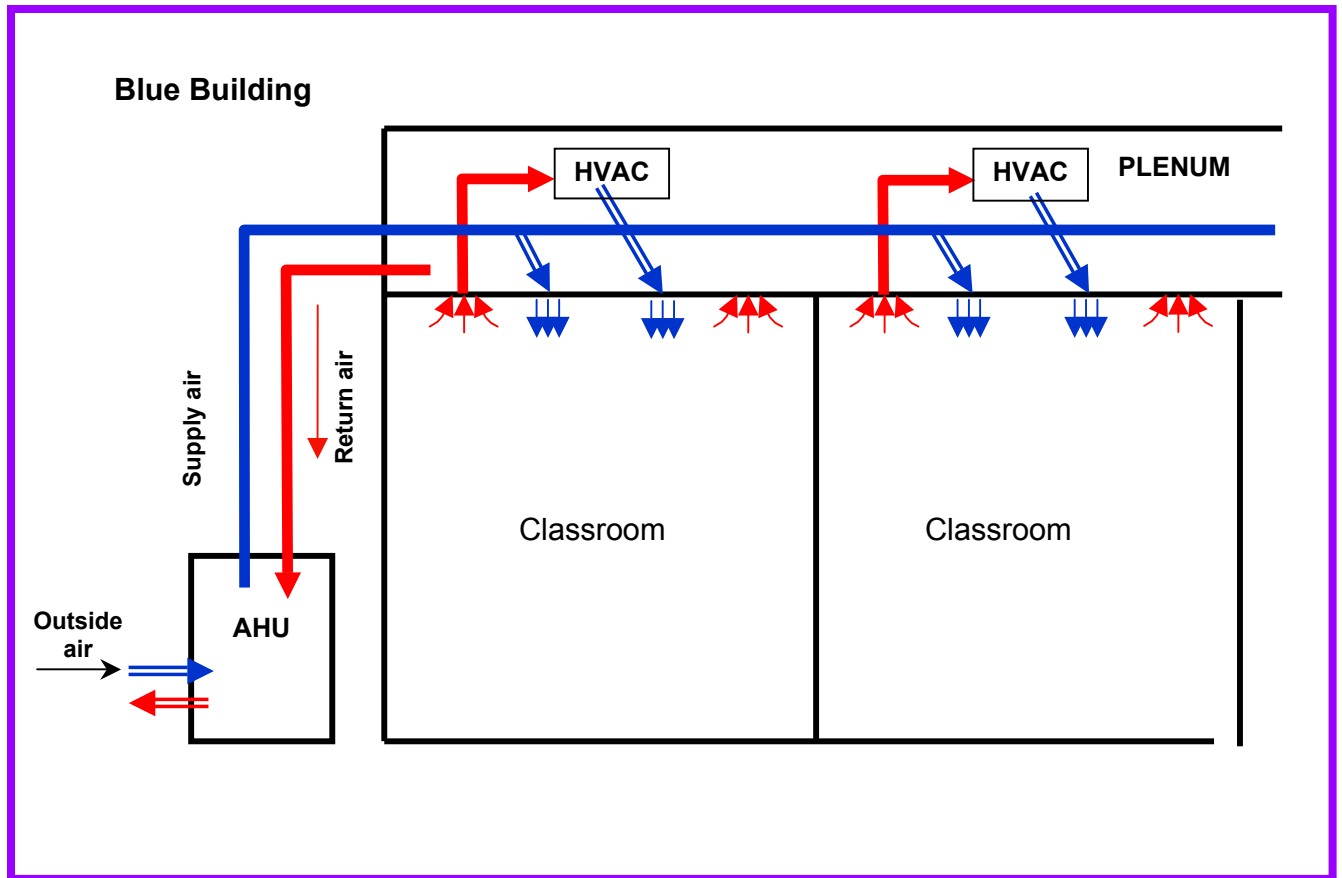 Blue Building
HVAC
HVAC
PLENUM
Supply air
Return air
Classroom
Classroom
Outside
air
AHU